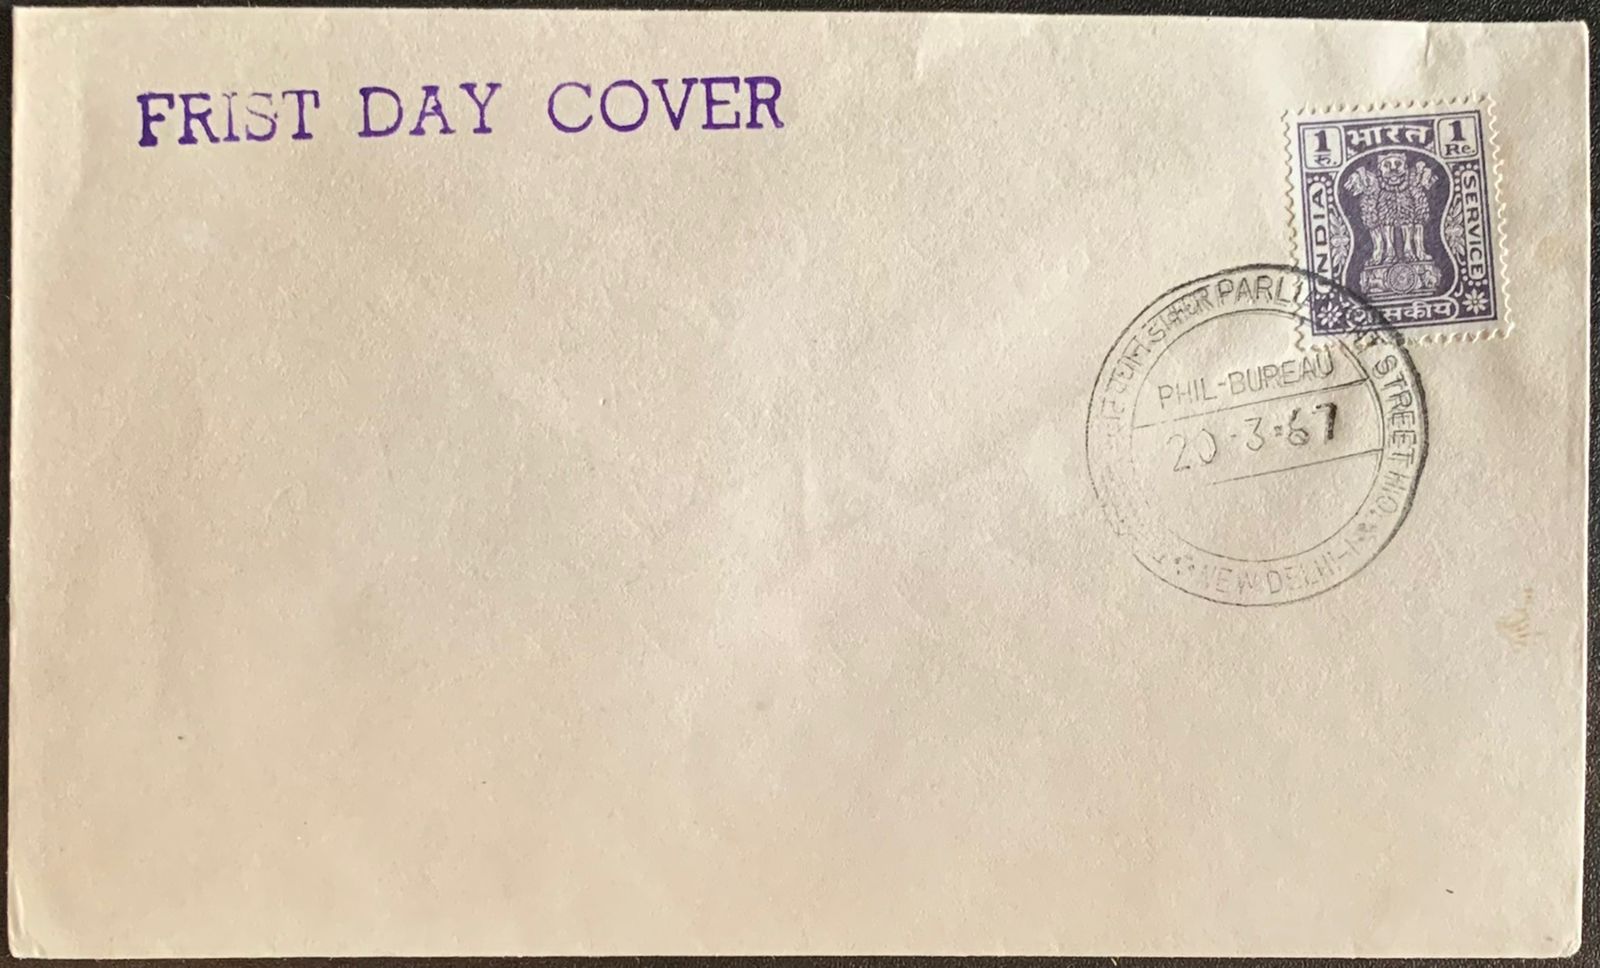 FRIST DAY COVER
1 रु. भारत 1 Re.
INDIA
SERVICE
शासकीय
PARLIAMENT STREET H.O.
PHIL-BUREAU
20-3-67
NEW DELHI-1